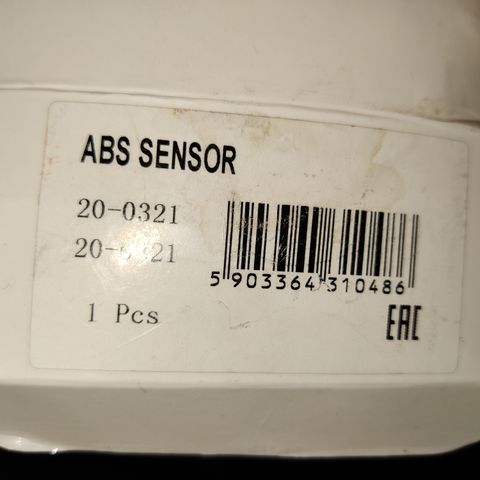 ABS SENSOR
20-0321
5 903364 310486
1 Pcs
EAC